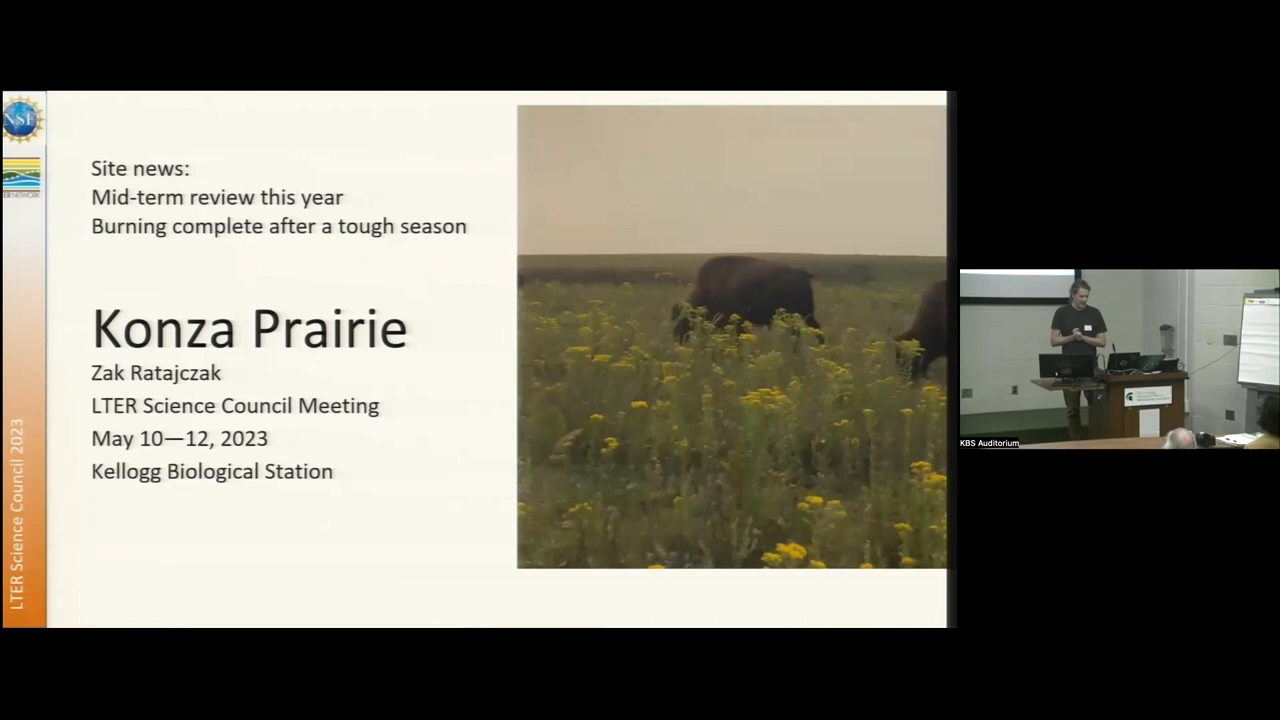 NSF
Site news:
Mid-term review this year
Burning complete after a tough season
Konza Prairie
Zak Ratajczak
LTER Science Council Meeting
May 10—12, 2023
Kellogg Biological Station
LTER Science Council 2023
KBS Auditorium